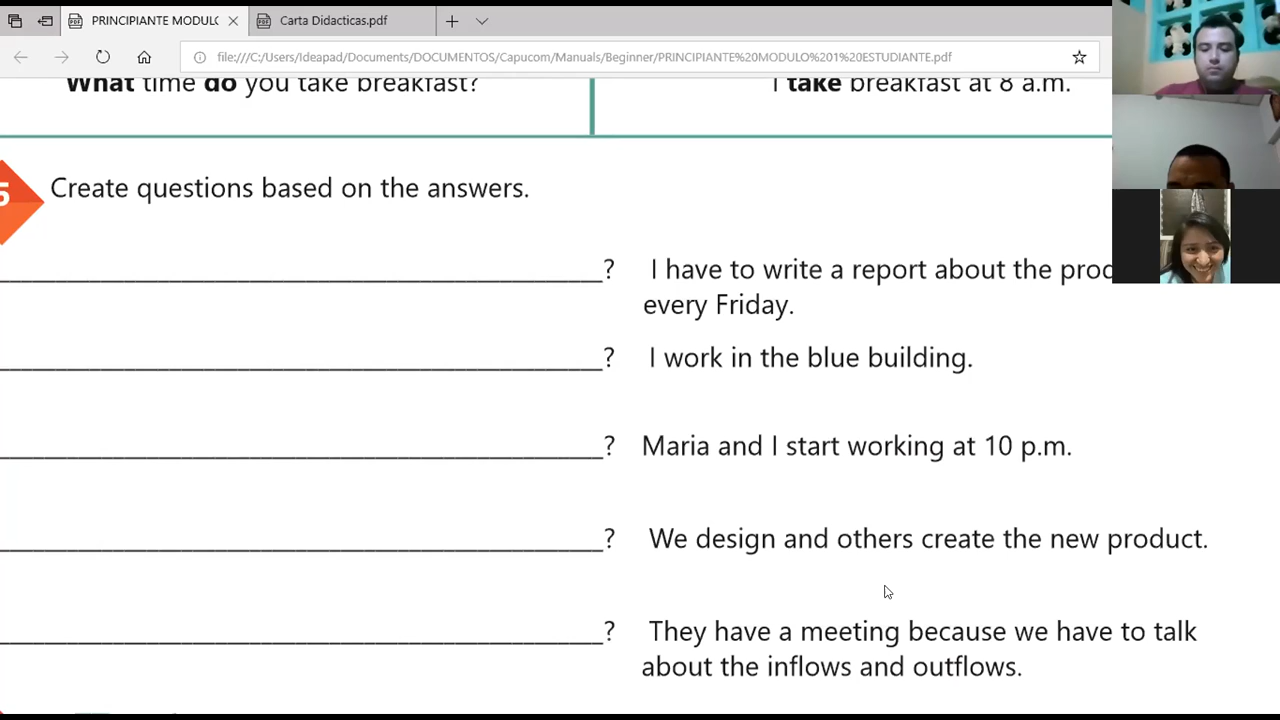 PRINCIPIANTE MODULO
Carta Didacticas.pdf
file:///C:/Users/Ideapad/Documents/DOCUMENTOS/Capucom/Manuals/Beginner/PRINCIPIANTE%20MODULO%201%20ESTUDIANTE.pdf
What time do you take breakfast?
I take breakfast at 8 a.m.
5
Create questions based on the answers.
? I have to write a report about the
every Friday.
? I work in the blue building.
? Maria and I start working at 10 p.m.
? We design and others create the new product.
? They have a meeting because we have to talk
about the inflows and outflows.